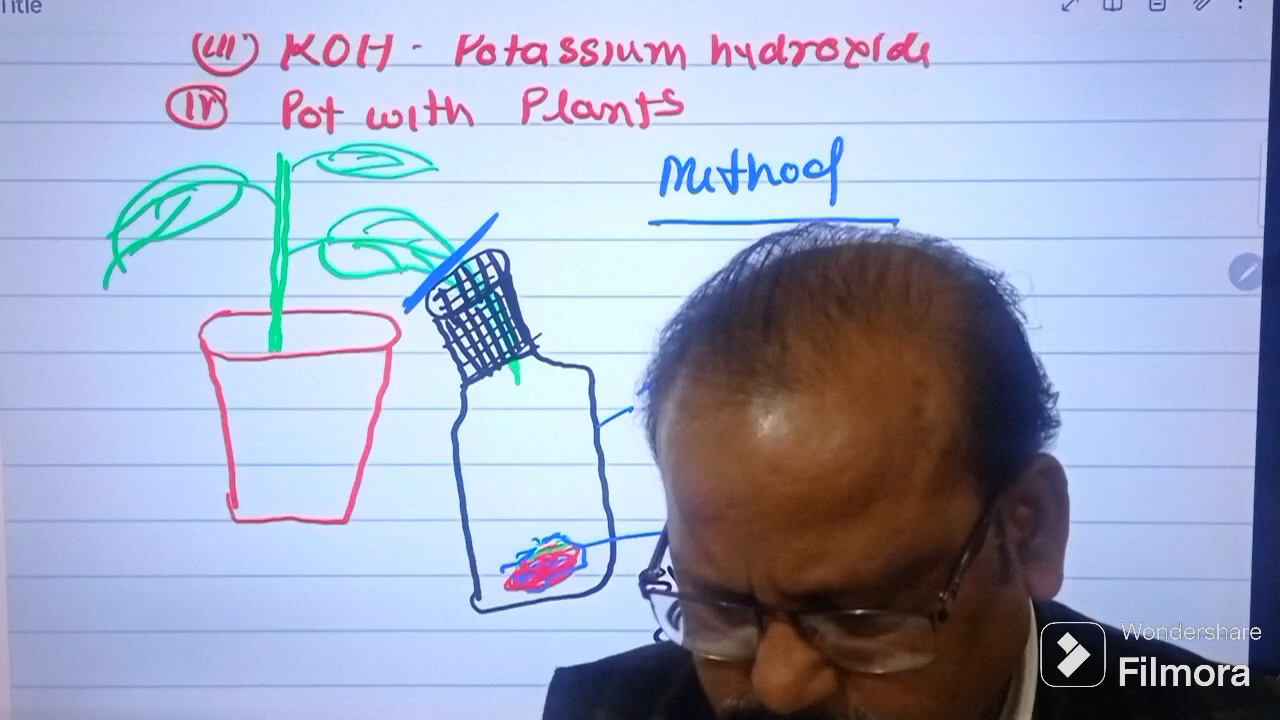 Title
(iii) KOH - Potassium hydroxide
(iv) Pot with Plants
Method
Wondershare
Filmora